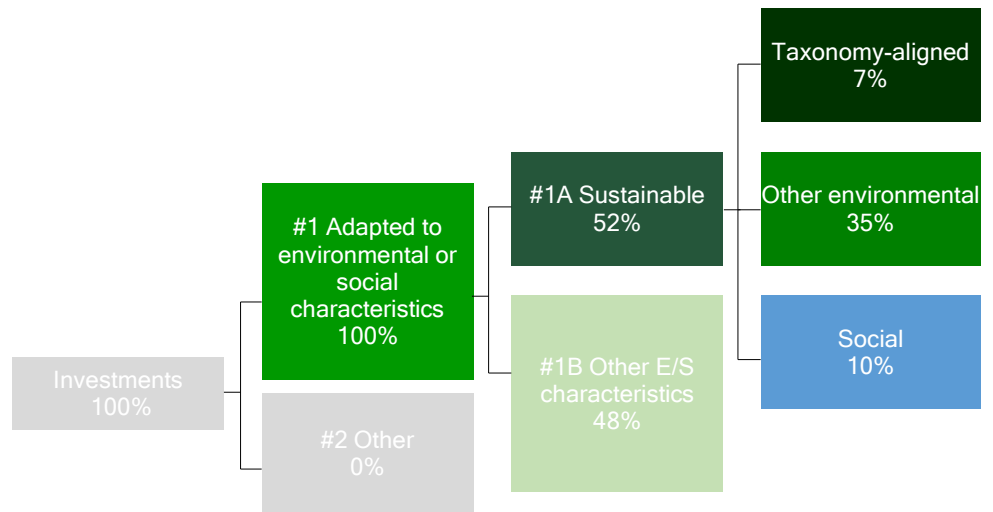 Investments
100%
#1 Adapted to
environmental or
social
characteristics
100%
#2 Other
0%
#1A Sustainable
52%
#1B Other E/S
characteristics
48%
Taxonomy-aligned
7%
Other environmental
35%
Social
10%